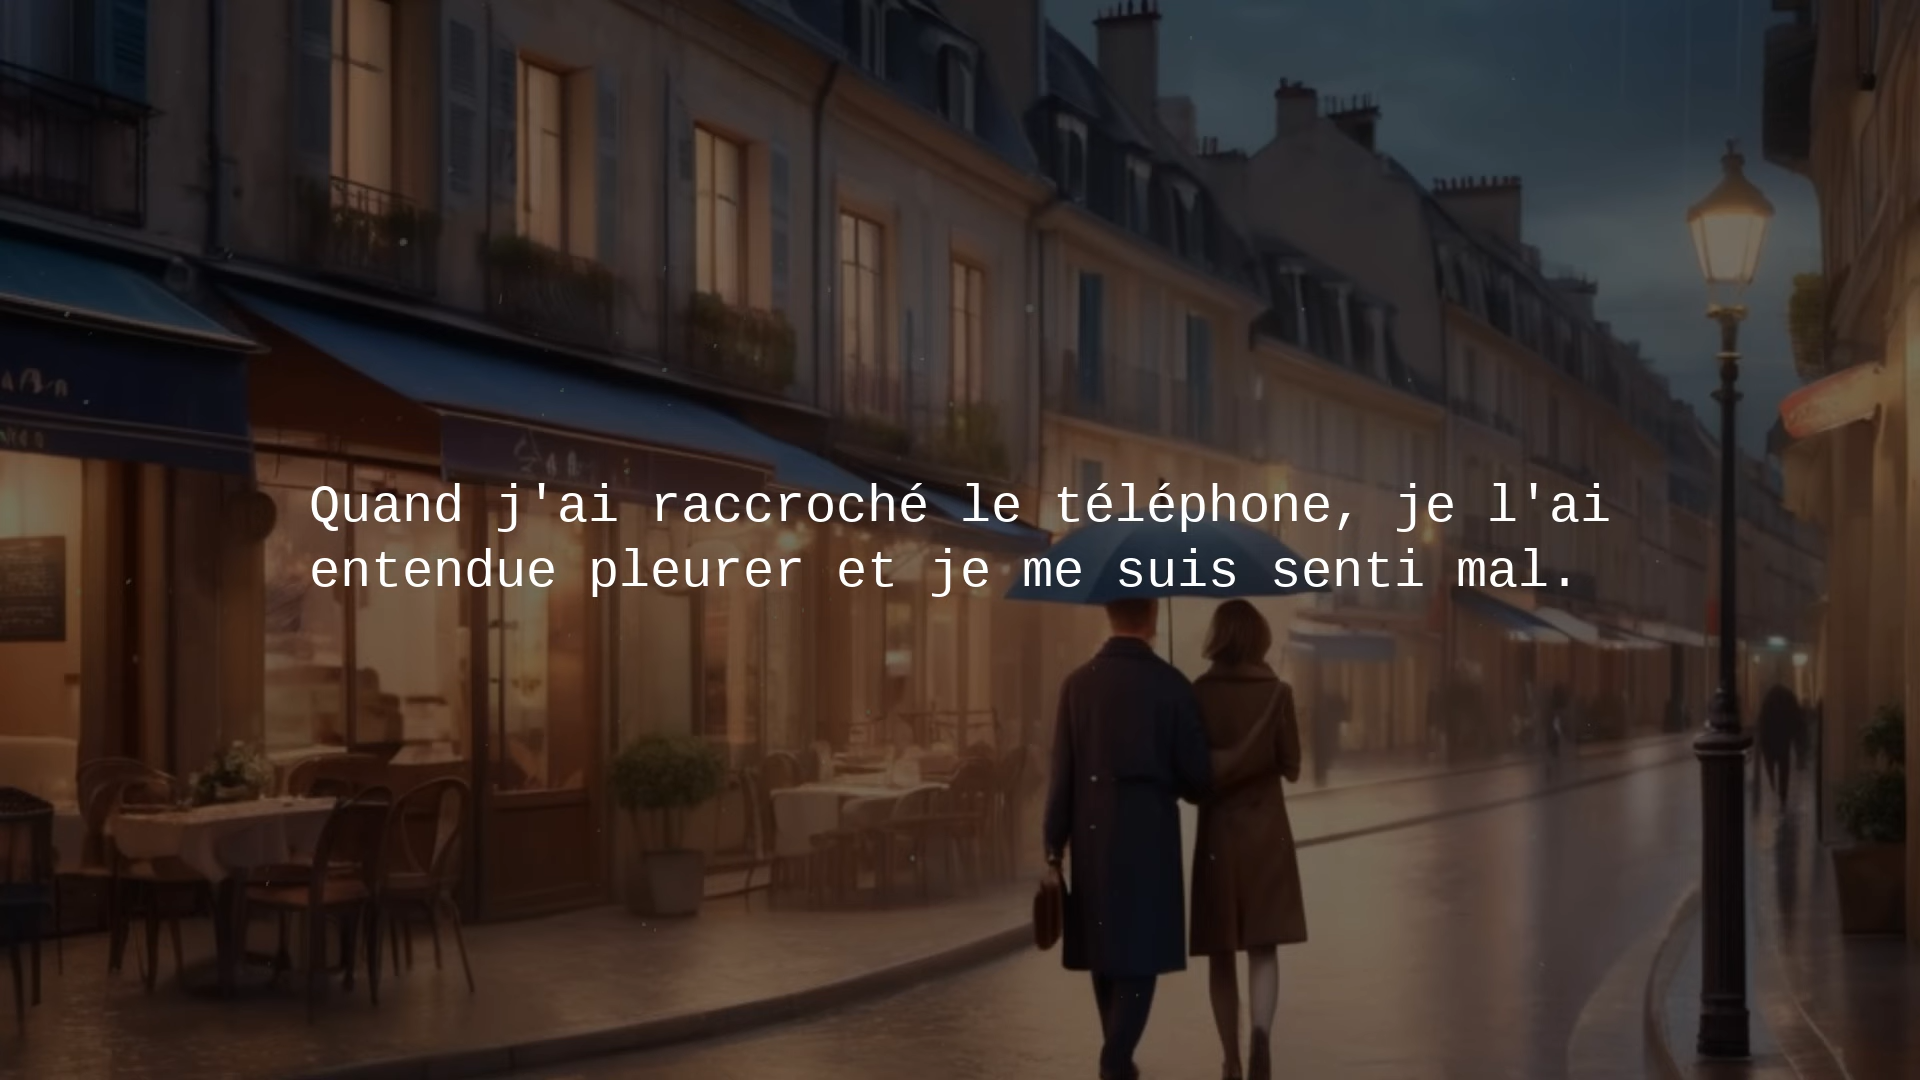 Quand j'ai raccroché le téléphone, je l'ai
entendue pleurer et je me suis senti mal.